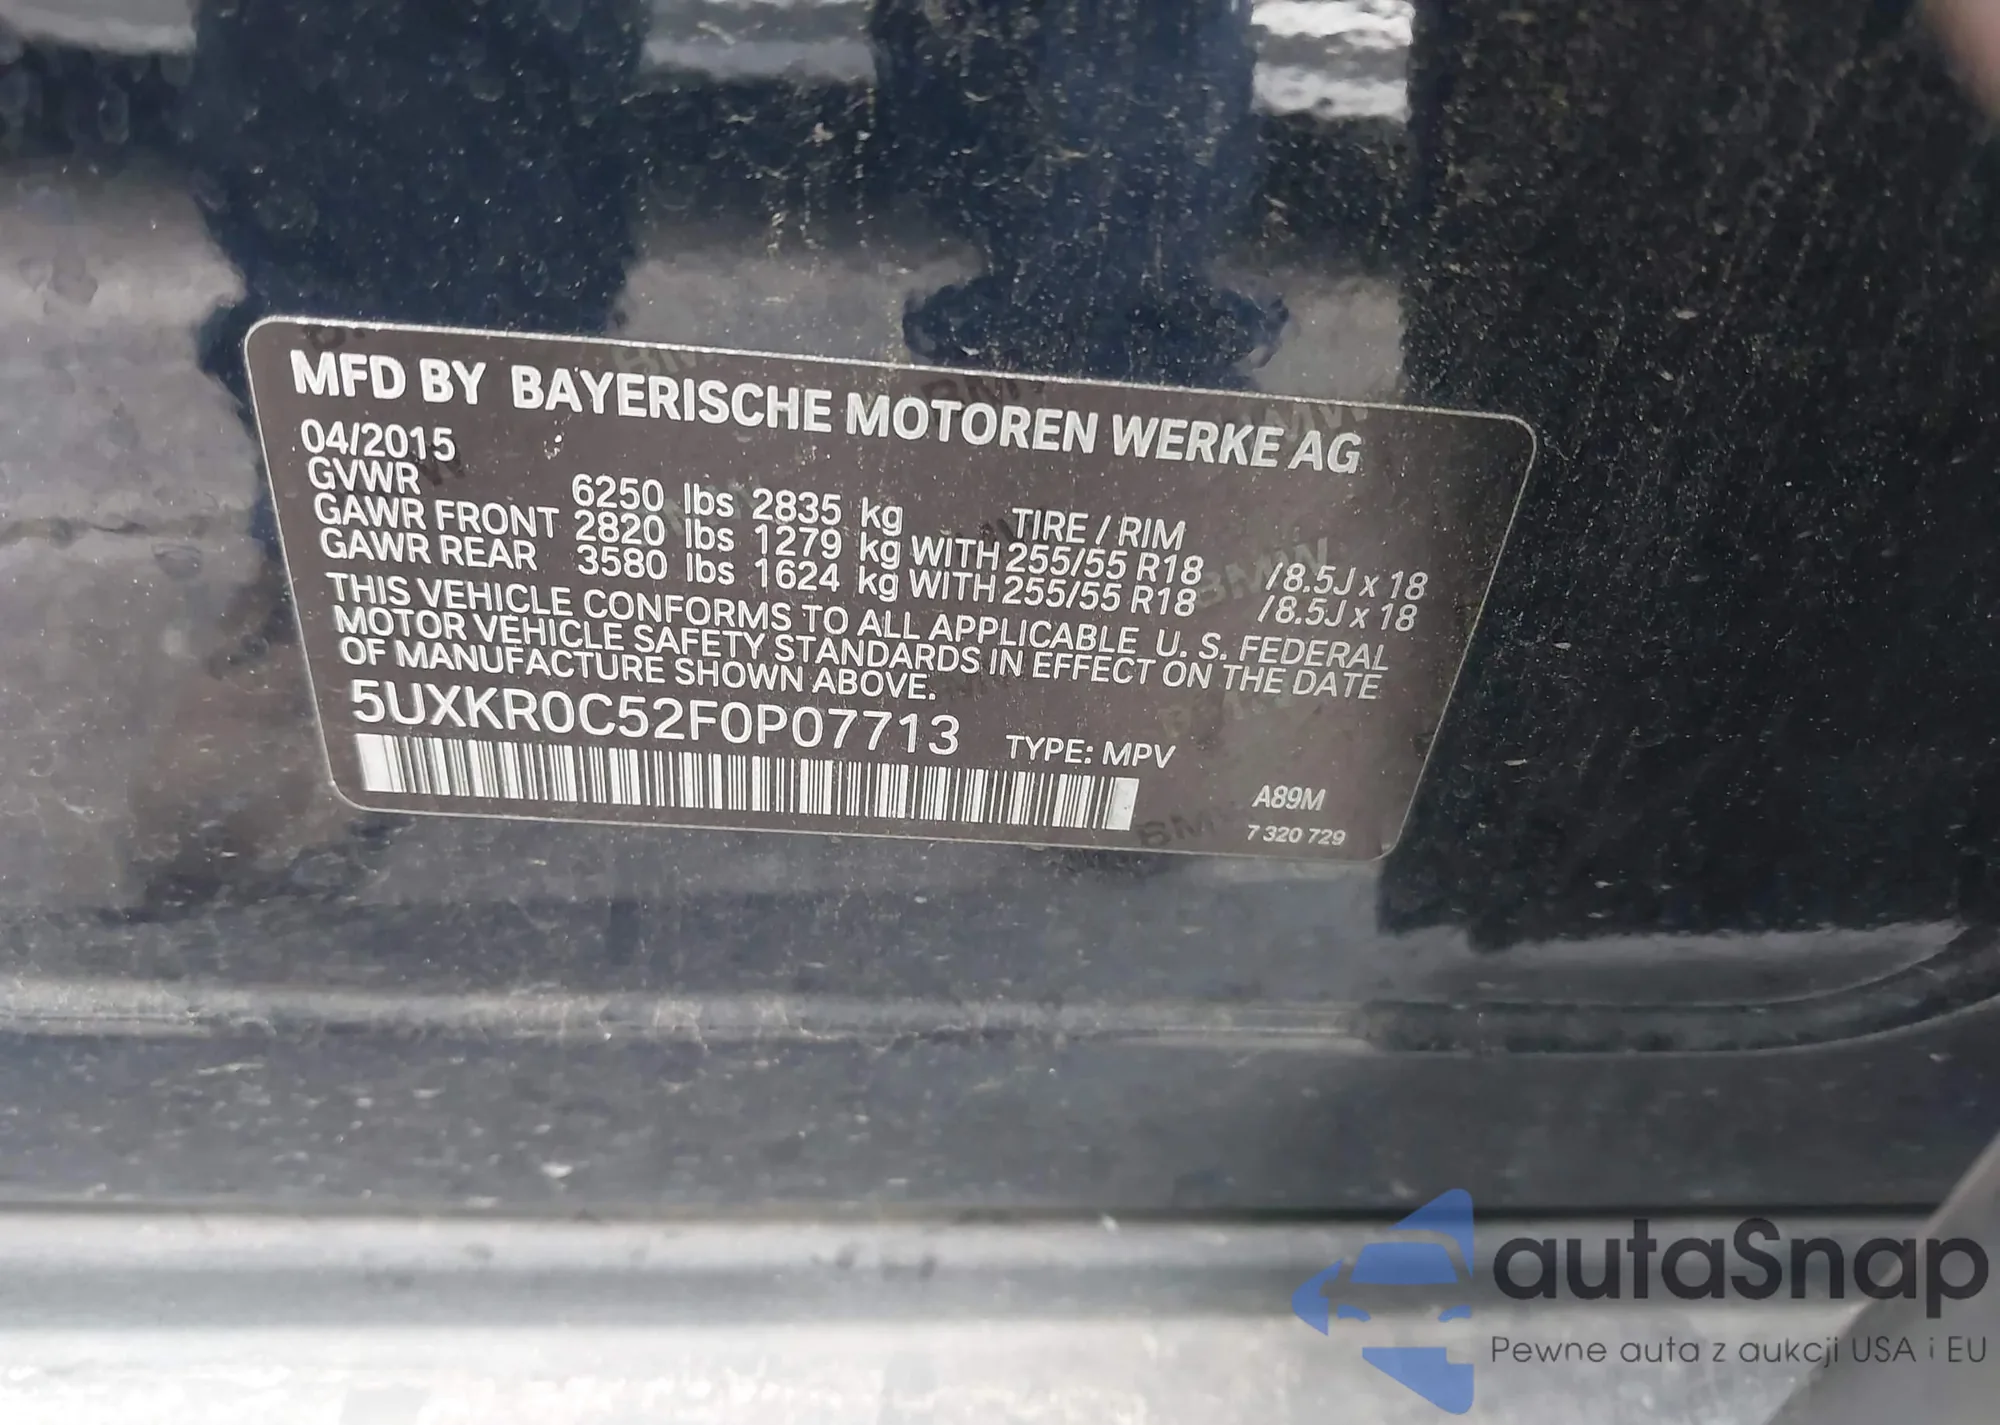 MFD BY BAYERISCHE MOTOREN WERKE AG
04/2015
GVWR 6250 lbs 2835 kg TIRE / RIM
GAWR FRONT 2820 lbs 1279 kg WITH 255/55 R18 /8.5J x 18
GAWR REAR 3580 lbs 1624 kg WITH 255/55 R18 /8.5J x 18
THIS VEHICLE CONFORMS TO ALL APPLICABLE U. S. FEDERAL
MOTOR VEHICLE SAFETY STANDARDS IN EFFECT ON THE DATE
OF MANUFACTURE SHOWN ABOVE.
5UXKR0C52F0P07713 TYPE: MPV
A89M
7 320 729
autaSnap
Pewne auta z aukcji USA i EU